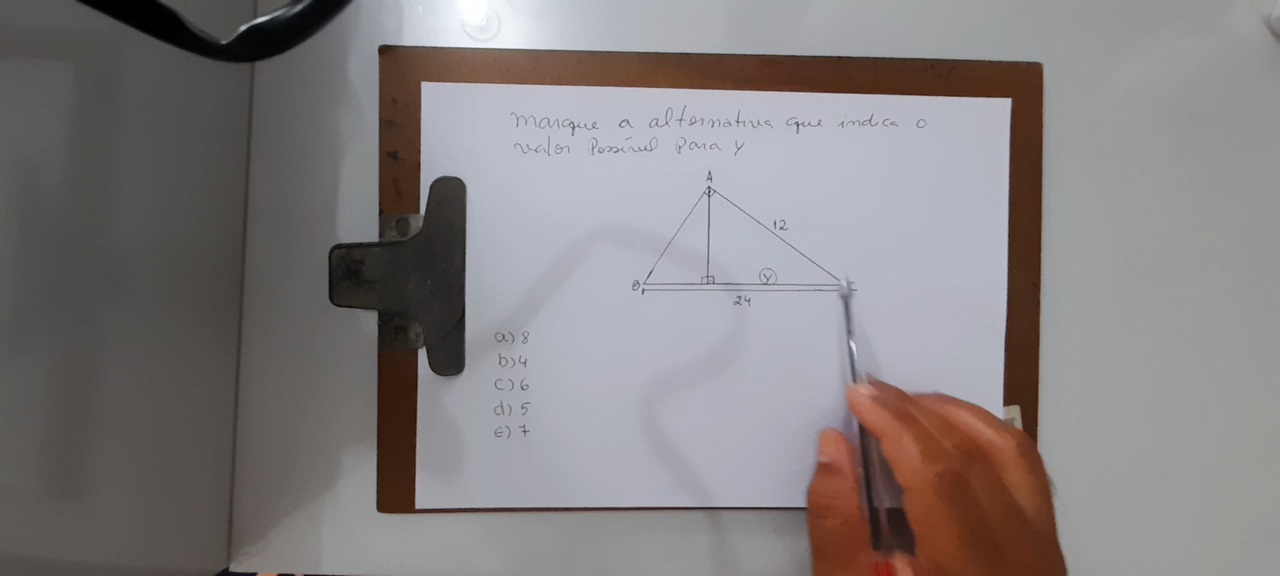 Marque a alternativa que indica o
valor Possível Para y
A
12
B
y
24
a) 8
b) 4
c) 6
d) 5
e) 7